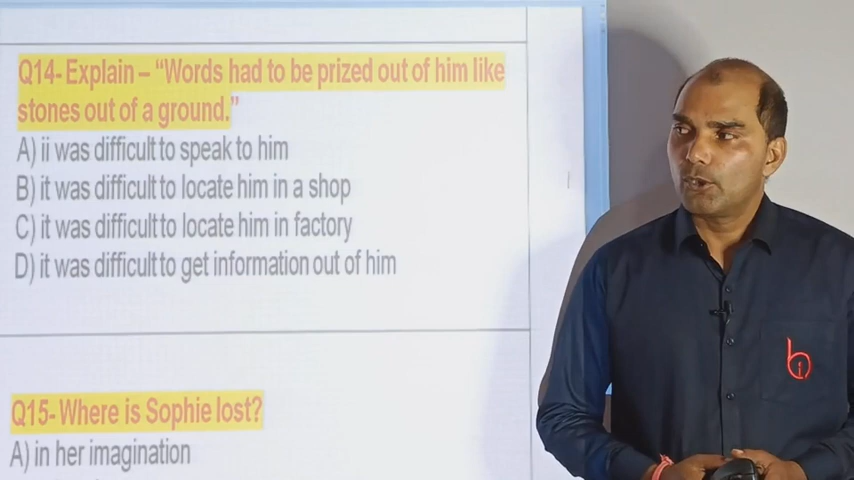 Q14- Explain – “Words had to be prized out of him like
stones out of a ground.”
A) ii was difficult to speak to him
B) it was difficult to locate him in a shop
C) it was difficult to locate him in factory
D) it was difficult to get information out of him
Q15- Where is Sophie lost?
A) in her imagination